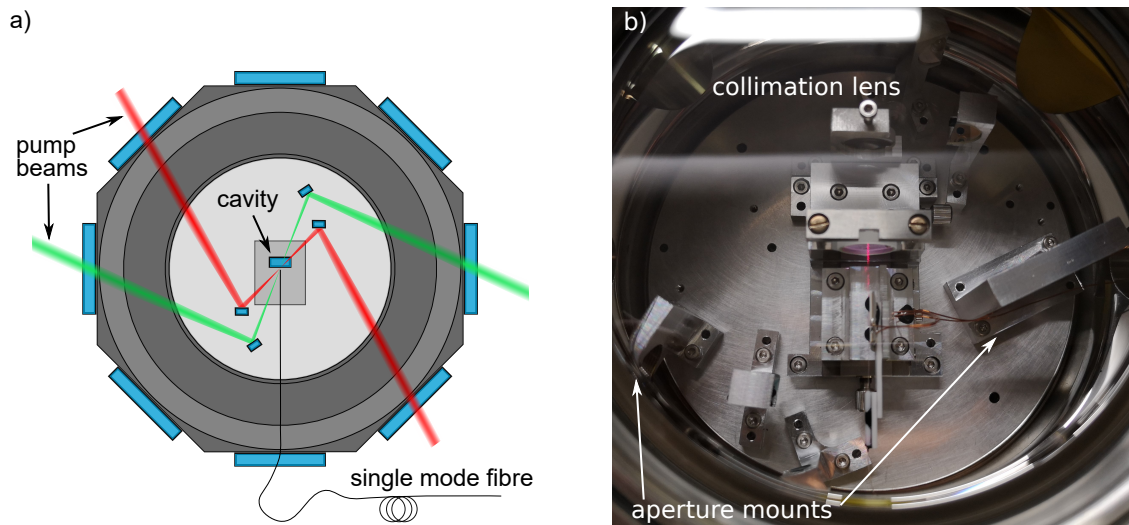 a)
pump
beams
cavity
single mode fibre
b)
collimation lens
aperture mounts